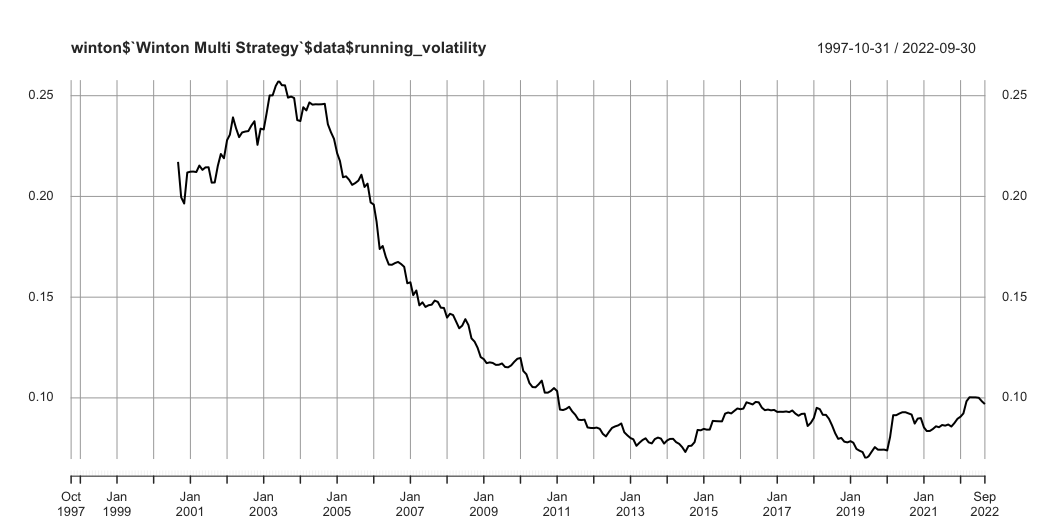 winton$`Winton Multi Strategy`$data$running_volatility 1997-10-31 / 2022-09-30
0.25 0.25
0.20 0.20
0.15 0.15
0.10 0.10
Oct Jan Jan Jan Jan Jan Jan Jan Jan Jan Jan Jan Jan Sep
1997 1999 2001 2003 2005 2007 2009 2011 2013 2015 2017 2019 2021 2022